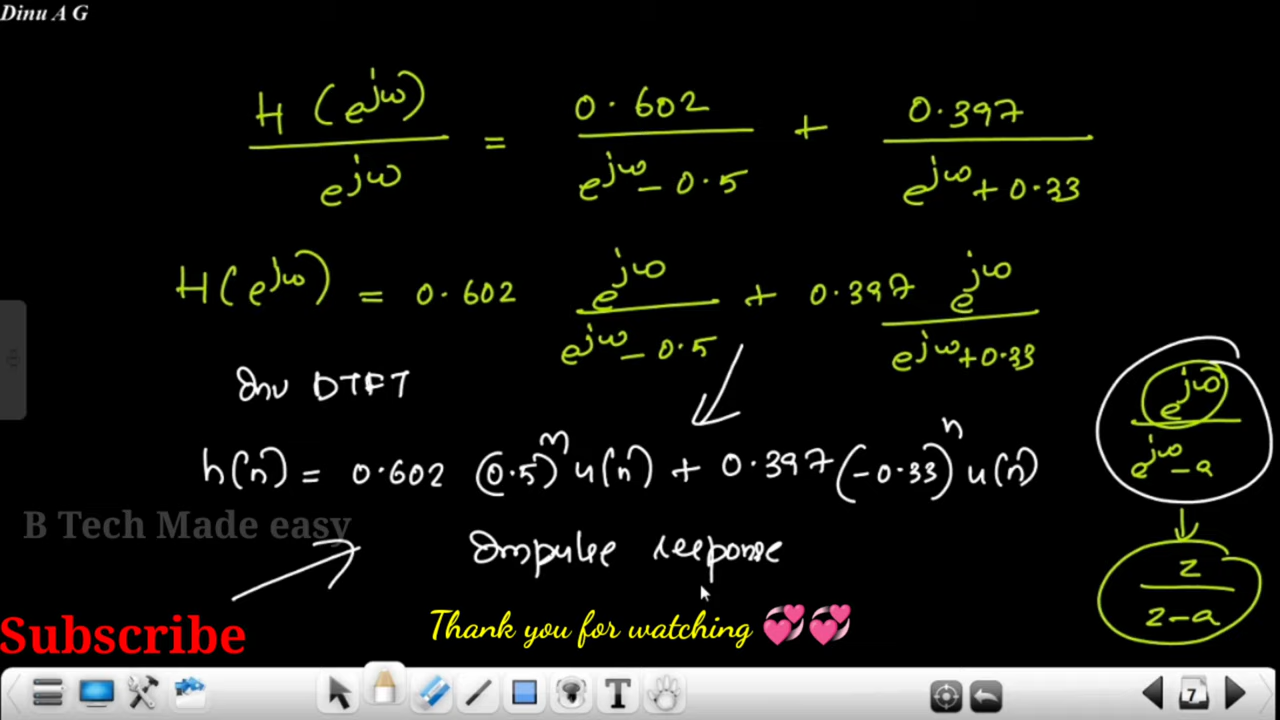 Dinu A G
H (e^jω) / e^jω = 0.602 / (e^jω - 0.5) + 0.397 / (e^jω + 0.33)
H(e^jω) = 0.602 e^jω / (e^jω - 0.5) + 0.397 e^jω / (e^jω + 0.33)
Inv DTFT
e^jω / (e^jω - a)
h(n) = 0.602 (0.5)^n u(n) + 0.397 (-0.33)^n u(n)
B Tech Made easy
Impulse response
z / (z - a)
Subscribe
Thank you for watching 💞💞
T
7